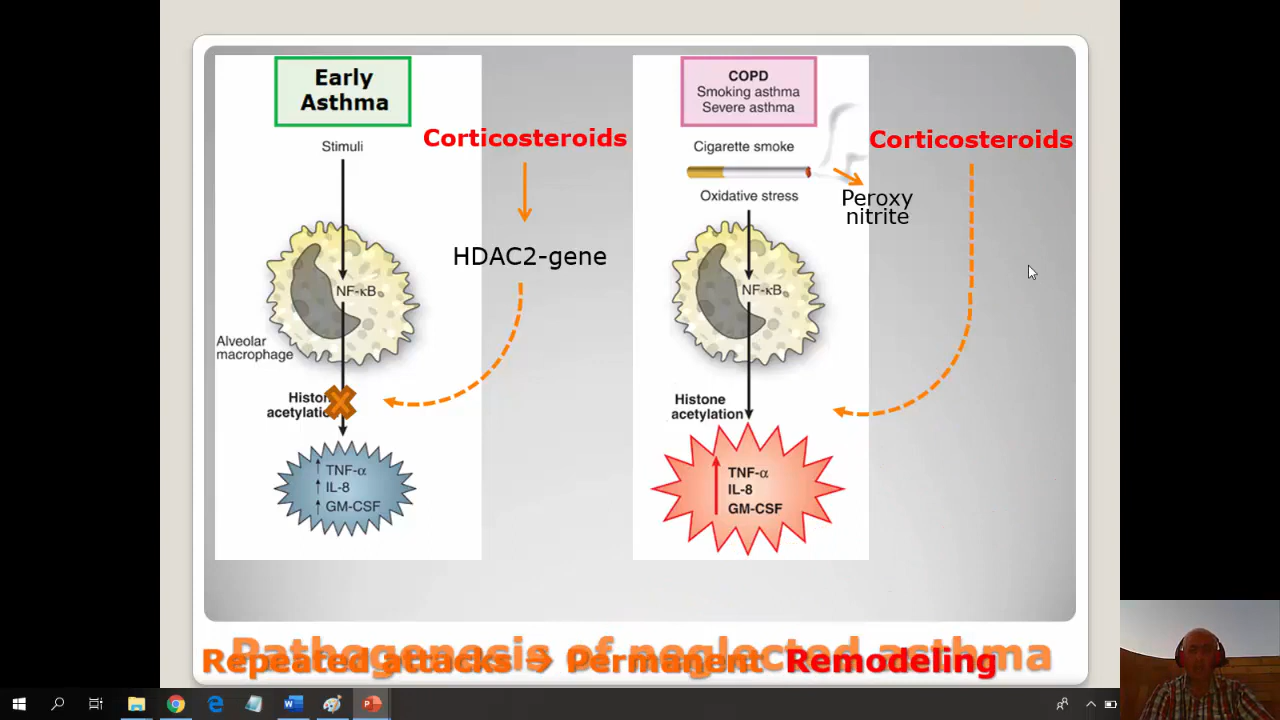 Early
Asthma
Corticosteroids
Stimuli
HDAC2-gene
NF-κB
Alveolar
macrophage
Histone
acetylation
↑ TNF-α
↑ IL-8
↑ GM-CSF
COPD
Smoking asthma
Severe asthma
Corticosteroids
Cigarette smoke
Oxidative stress
Peroxy
nitrite
NF-κB
Histone
acetylation
TNF-α
IL-8
GM-CSF
Pathogenesis of neglected asthma
Repeated attacks → Permanent Remodeling